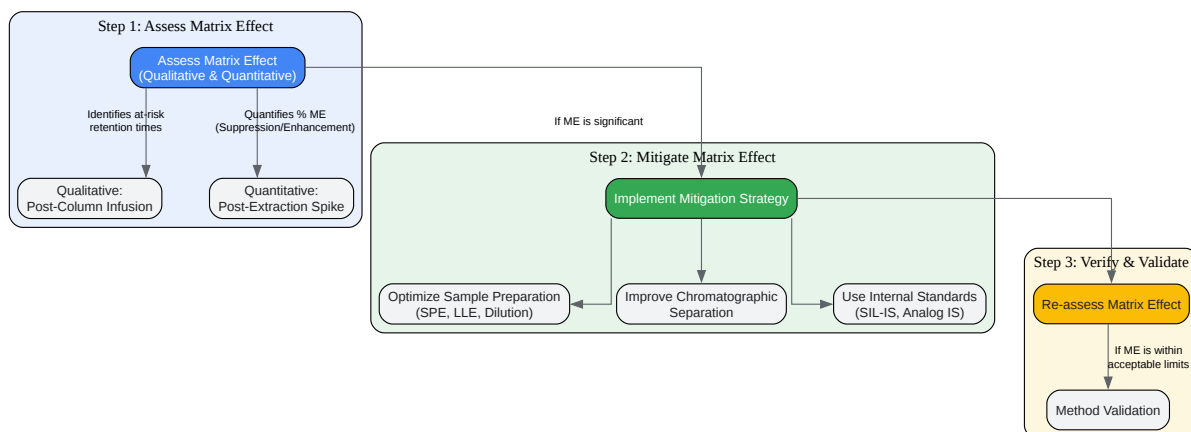 Step 1: Assess Matrix Effect
Assess Matrix Effect
(Qualitative & Quantitative)
Identifies at-risk
retention times
Quantifies % ME
(Suppression/Enhancement)
Qualitative:
Post-Column Infusion
Quantitative:
Post-Extraction Spike
If ME is significant
Step 2: Mitigate Matrix Effect
Implement Mitigation Strategy
Optimize Sample Preparation
(SPE, LLE, Dilution)
Improve Chromatographic
Separation
Use Internal Standards
(SIL-IS, Analog IS)
Step 3: Verify & Validate
Re-assess Matrix Effect
If ME is within
acceptable limits
Method Validation